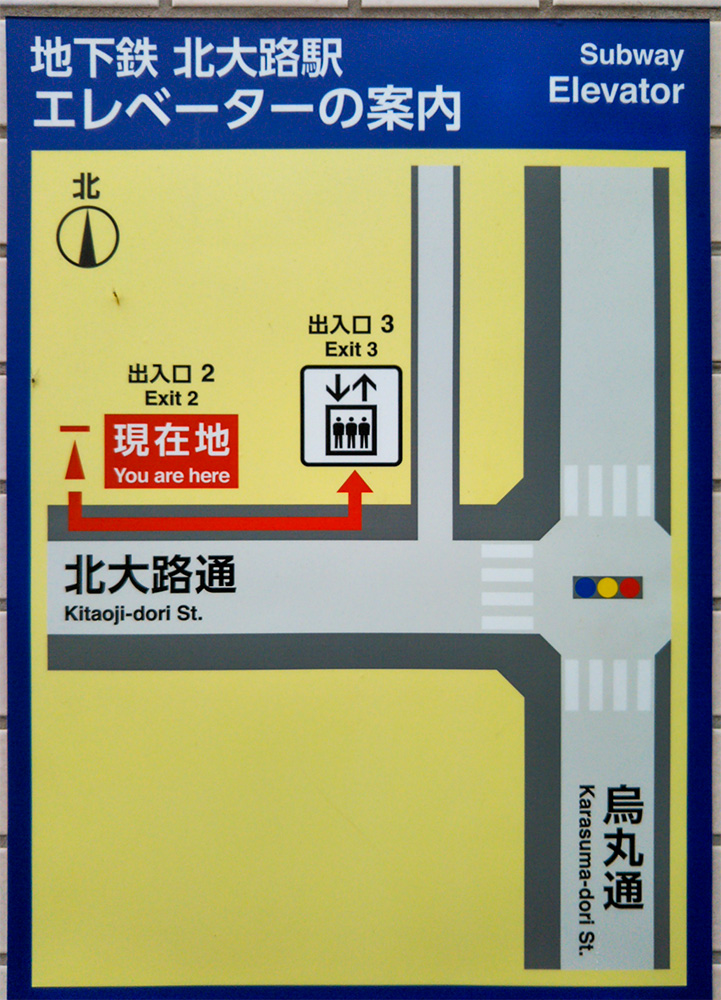 地下鉄 北大路駅
エレベーターの案内
Subway
Elevator
北
出入口 3
Exit 3
出入口 2
Exit 2
現在地
You are here
北大路通
Kitaoji-dori St.
烏丸通
Karasuma-dori St.